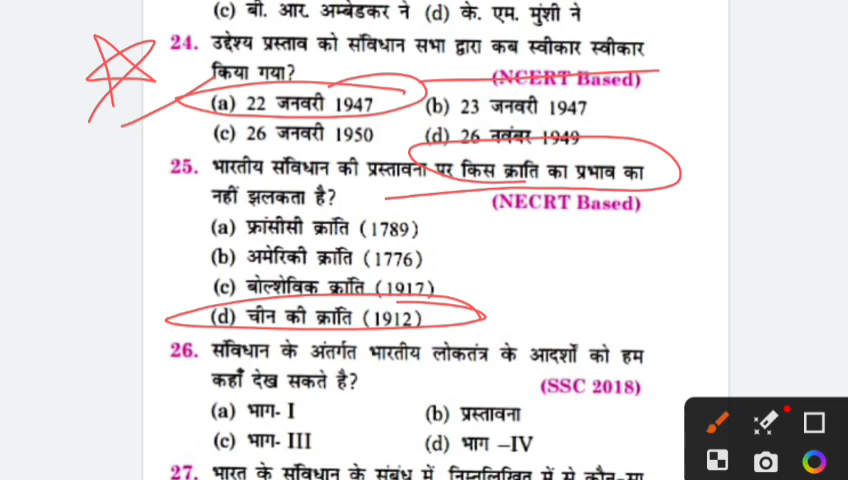 (c) बी. आर. अम्बेडकर ने (d) के. एम. मुंशी ने
24. उद्देश्य प्रस्ताव को संविधान सभा द्वारा कब स्वीकार स्वीकार
किया गया? (NCERT Based)
(a) 22 जनवरी 1947 (b) 23 जनवरी 1947
(c) 26 जनवरी 1950 (d) 26 नवंबर 1949
25. भारतीय संविधान की प्रस्तावना पर किस क्राति का प्रभाव का
नहीं झलकता है? (NECRT Based)
(a) फ्रांसीसी क्रांति (1789)
(b) अमेरिकी क्रांति (1776)
(c) बोल्शेविक क्रांति (1917)
(d) चीन की क्रांति (1912)
26. संविधान के अंतर्गत भारतीय लोकतंत्र के आदर्शों को हम
कहाँ देख सकते है? (SSC 2018)
(a) भाग- I (b) प्रस्तावना
(c) भाग- III (d) भाग –IV
27. भारत के संविधान के संबंध में निम्नलिखित में से कौन-सा